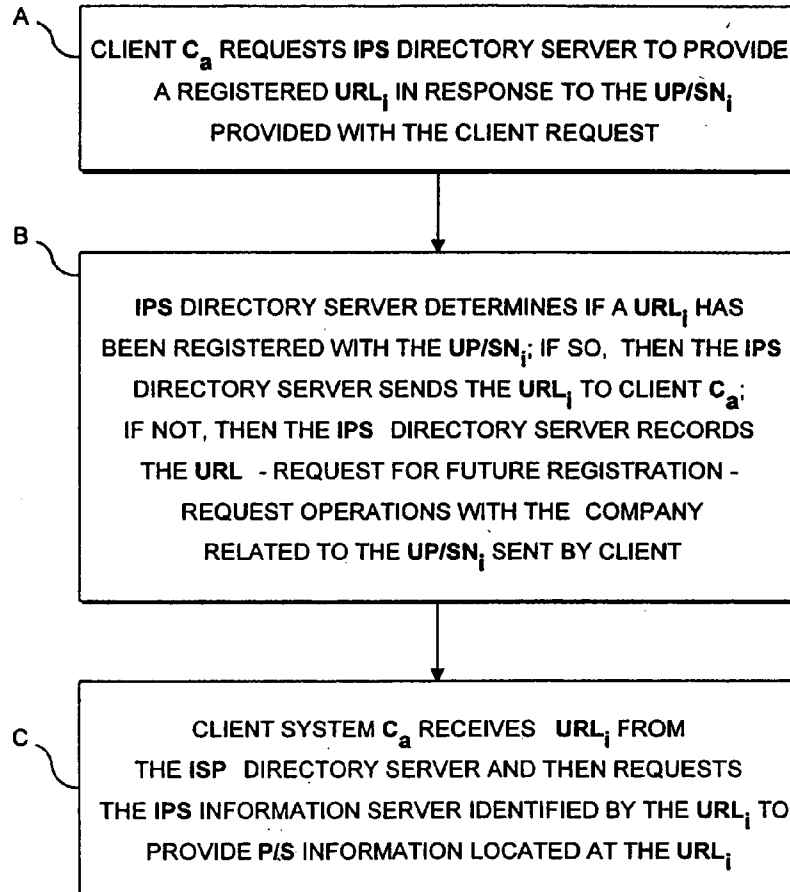 A
CLIENT Ca REQUESTS IPS DIRECTORY SERVER TO PROVIDE
A REGISTERED URLi IN RESPONSE TO THE UP/SNi
PROVIDED WITH THE CLIENT REQUEST
B
IPS DIRECTORY SERVER DETERMINES IF A URLi HAS
BEEN REGISTERED WITH THE UP/SNi; IF SO, THEN THE IPS
DIRECTORY SERVER SENDS THE URLi TO CLIENT Ca;
IF NOT, THEN THE IPS DIRECTORY SERVER RECORDS
THE URL - REQUEST FOR FUTURE REGISTRATION -
REQUEST OPERATIONS WITH THE COMPANY
RELATED TO THE UP/SNi SENT BY CLIENT
C
CLIENT SYSTEM Ca RECEIVES URLi FROM
THE ISP DIRECTORY SERVER AND THEN REQUESTS
THE IPS INFORMATION SERVER IDENTIFIED BY THE URLi TO
PROVIDE P/S INFORMATION LOCATED AT THE URLi